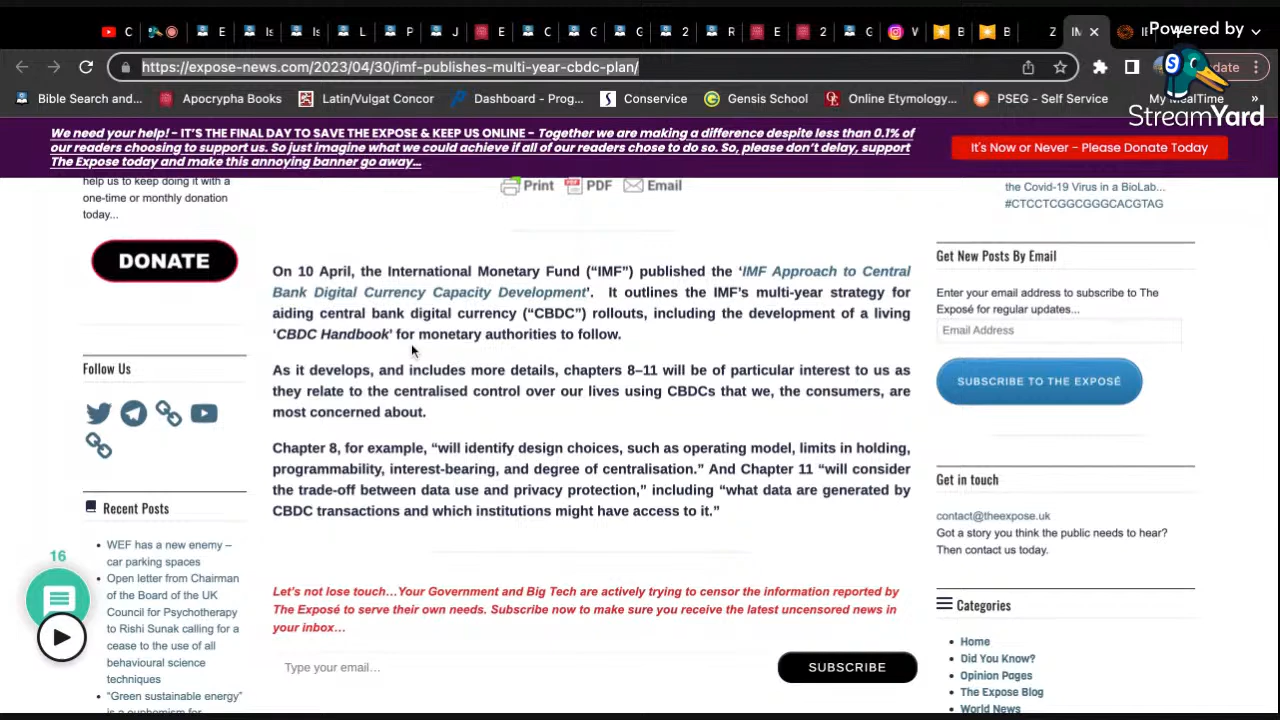 C
E
Is
Is
L
E
P
J
E
C
G
G
2
R
E
2
G
V
B
B
Z
IM
Powered by
https://expose-news.com/2023/04/30/imf-publishes-multi-year-cbdc-plan/
date
StreamYard
Bible Search and...
Apocrypha Books
Latin/Vulgat Concor
Dashboard - Prog...
Conservice
Gensis School
Online Etymology...
PSEG - Self Service
My MealTime
»
We need your help! - IT'S THE FINAL DAY TO SAVE THE EXPOSE & KEEP US ONLINE - Together we are making a difference despite less than 0.1% of
our readers choosing to support us. So just imagine what we could achieve if all of our readers chose to do so. So, please don't delay, support
The Expose today and make this annoying banner go away...
It's Now or Never - Please Donate Today
help us to keep doing it with a
one-time or monthly donation
today...
DONATE
Follow Us
Recent Posts
WEF has a new enemy –
car parking spaces
Open letter from Chairman
of the Board of the UK
Council for Psychotherapy
to Rishi Sunak calling for a
cease to the use of all
behavioural science
techniques
"Green sustainable energy"
is a euphemism for
16
Print PDF Email
On 10 April, the International Monetary Fund ("IMF") published the 'IMF Approach to Central
Bank Digital Currency Capacity Development'. It outlines the IMF's multi-year strategy for
aiding central bank digital currency ("CBDC") rollouts, including the development of a living
'CBDC Handbook' for monetary authorities to follow.
As it develops, and includes more details, chapters 8–11 will be of particular interest to us as
they relate to the centralised control over our lives using CBDCs that we, the consumers, are
most concerned about.
Chapter 8, for example, "will identify design choices, such as operating model, limits in holding,
programmability, interest-bearing, and degree of centralisation." And Chapter 11 "will consider
the trade-off between data use and privacy protection," including "what data are generated by
CBDC transactions and which institutions might have access to it."
Let's not lose touch…Your Government and Big Tech are actively trying to censor the information reported by
The Exposé to serve their own needs. Subscribe now to make sure you receive the latest uncensored news in
your inbox…
Type your email…
SUBSCRIBE
the Covid-19 Virus in a BioLab...
#CTCCTCGGCGGGCACGTAG
Get New Posts By Email
Enter your email address to subscribe to The
Exposé for regular updates...
Email Address
SUBSCRIBE TO THE EXPOSÉ
Get in touch
contact@theexpose.uk
Got a story you think the public needs to hear?
Then contact us today.
Categories
Home
Did You Know?
Opinion Pages
The Expose Blog
World News